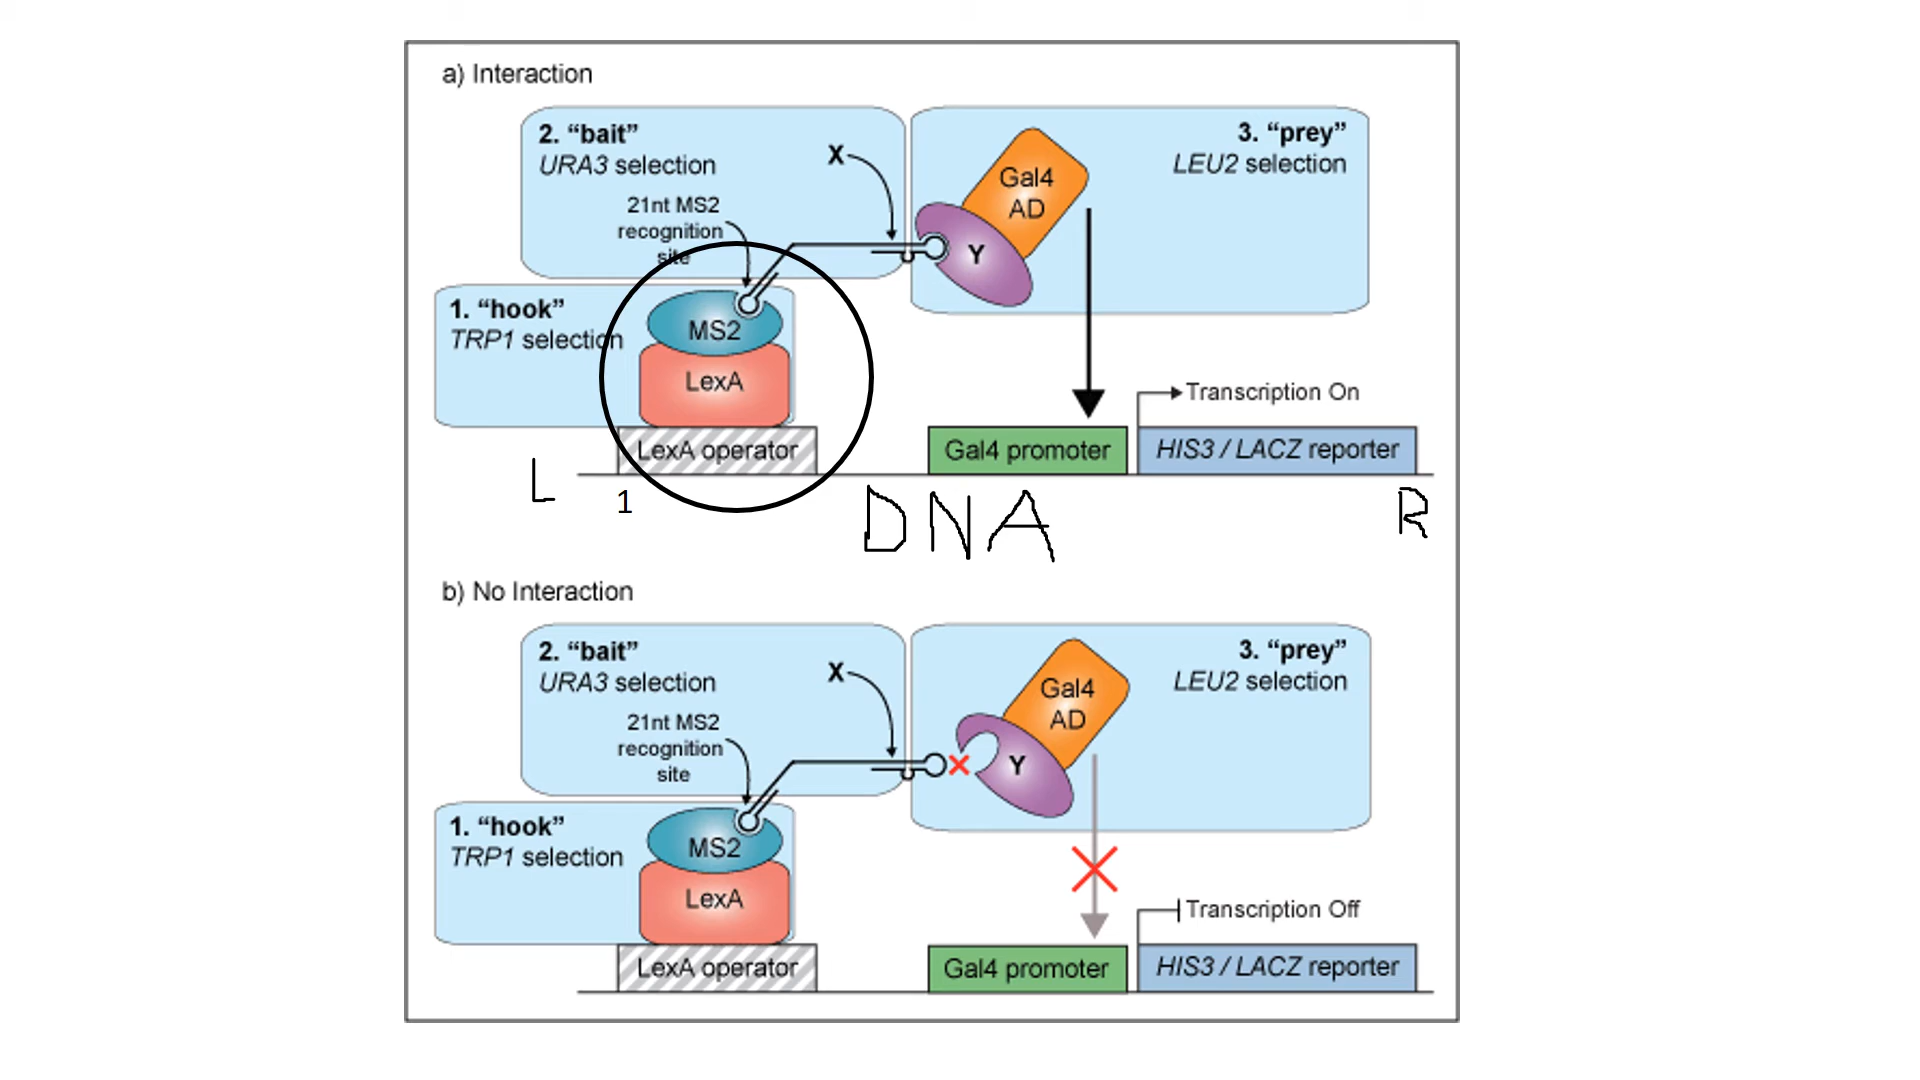 a) Interaction
2. “bait”
URA3 selection
X
21nt MS2
recognition
site
3. “prey”
LEU2 selection
Gal4
AD
Y
1. “hook”
TRP1 selection
MS2
LexA
LexA operator
Gal4 promoter
Transcription On
HIS3 / LACZ reporter
L
1
DNA
R
b) No Interaction
2. “bait”
URA3 selection
X
21nt MS2
recognition
site
3. “prey”
LEU2 selection
Gal4
AD
Y
1. “hook”
TRP1 selection
MS2
LexA
LexA operator
Gal4 promoter
Transcription Off
HIS3 / LACZ reporter